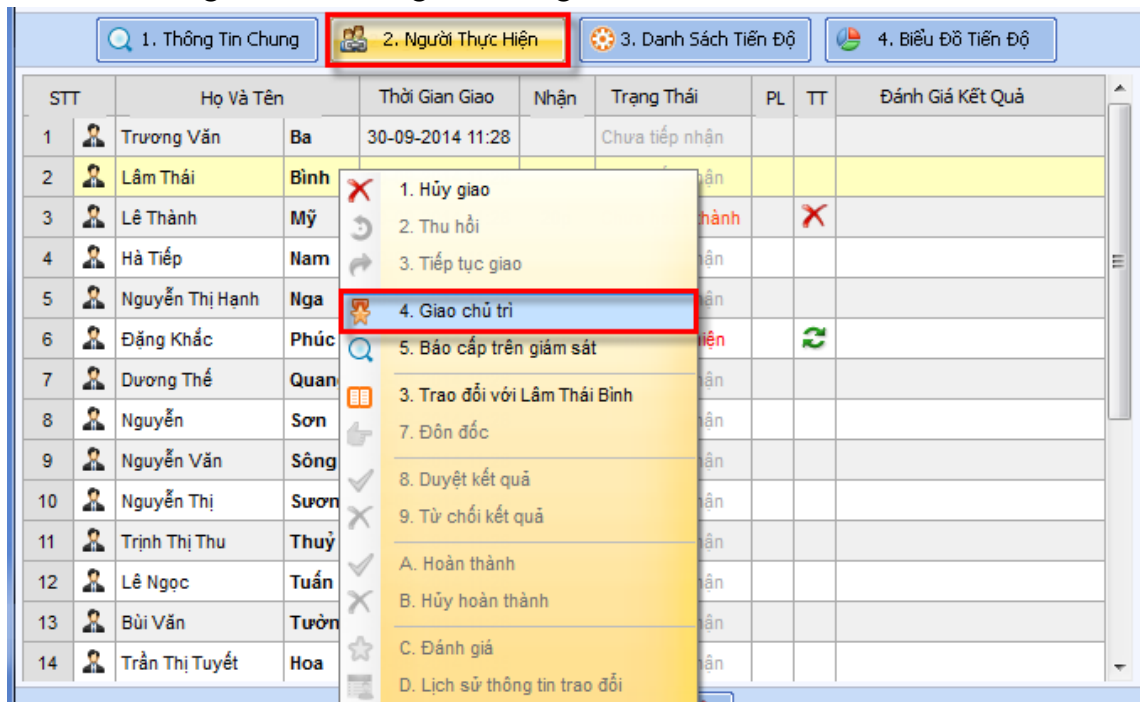 1. Thông Tin Chung 2. Người Thực Hiện 3. Danh Sách Tiến Độ 4. Biểu Đồ Tiến Độ
STT Họ Và Tên Thời Gian Giao Nhận Trạng Thái PL TT Đánh Giá Kết Quả
1 Trương Văn Ba 30-09-2014 11:28 Chưa tiếp nhận
2 Lâm Thái Bình
3 Lê Thành Mỹ
4 Hà Tiếp Nam
5 Nguyễn Thị Hạnh Nga
6 Đặng Khắc Phúc
7 Dương Thế
8 Nguyễn Sơn
9 Nguyễn Văn Sông
10 Nguyễn Thị
11 Trịnh Thị Thu Thuỷ
12 Lê Ngọc Tuấn
13 Bùi Văn
14 Trần Thị Tuyết Hoa
1. Hủy giao
2. Thu hồi
3. Tiếp tục giao
4. Giao chủ trì
5. Báo cấp trên giám sát
3. Trao đổi với Lâm Thái Bình
7. Đôn đốc
8. Duyệt kết quả
9. Từ chối kết quả
A. Hoàn thành
B. Hủy hoàn thành
C. Đánh giá
D. Lịch sử thông tin trao đổi